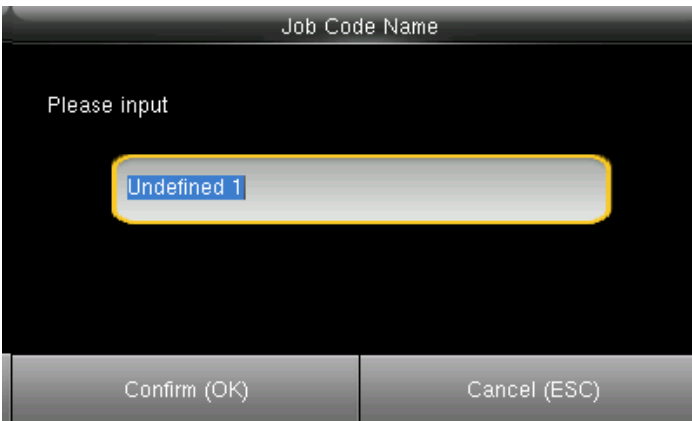 Job Code Name
Please input
Undefined 1
Confirm (OK)
Cancel (ESC)